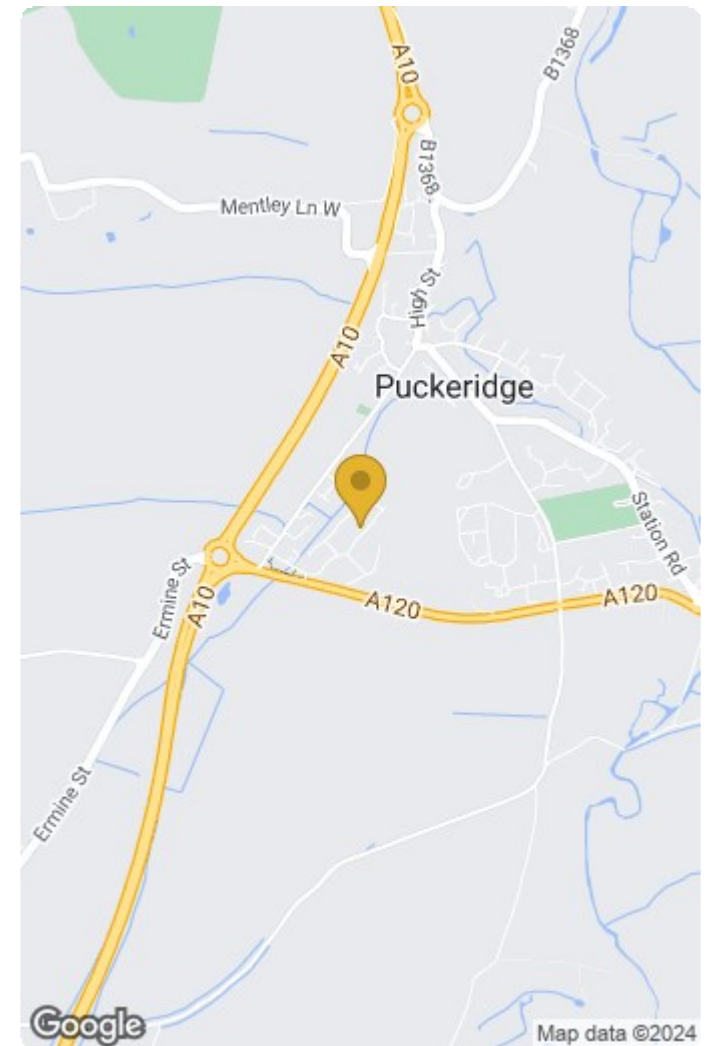 A10
B1368
B1368
Mentley Ln W
High St
A10
Puckeridge
Station Rd
Ermine St
A10
A120
A120
Ermine St
Google
Map data ©2024